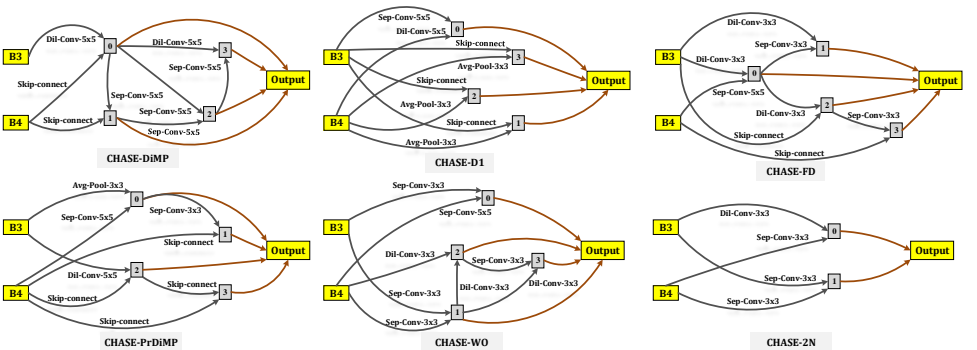 Dil-Conv-5x5
B3
0
Dil-Conv-5x5
3
Sep-Conv-5x5
Skip-connect
Output
Sep-Conv-5x5
B4
Skip-connect
1
Sep-Conv-5x5
2
Sep-Conv-5x5
CHASE-DiMP
Sep-Conv-5x5
Dil-Conv-5x5
0
Skip-connect
B3
3
Avg-Pool-3x3
Skip-connect
Output
2
Avg-Pool-3x3
B4
Skip-connect
1
Avg-Pool-3x3
CHASE-D1
Dil-Conv-3x3
Sep-Conv-3x3
1
B3
Dil-Conv-3x3
0
Output
Sep-Conv-5x5
2
B4
Dil-Conv-3x3
Sep-Conv-3x3
3
Skip-connect
Skip-connect
CHASE-FD
Avg-Pool-3x3
0
Sep-Conv-5x5
Sep-Conv-3x3
B3
1
Skip-connect
Output
Dil-Conv-5x5
2
B4
Skip-connect
Skip-connect
3
Skip-connect
CHASE-PrDiMP
Sep-Conv-3x3
0
Sep-Conv-5x5
B3
Dil-Conv-3x3
2
Sep-Conv-3x3
3
Output
B4
Sep-Conv-3x3
Dil-Conv-3x3
Dil-Conv-3x3
1
Sep-Conv-3x3
CHASE-WO
B3
Dil-Conv-3x3
Sep-Conv-3x3
0
Output
B4
Sep-Conv-3x3
1
Sep-Conv-3x3
CHASE-2N